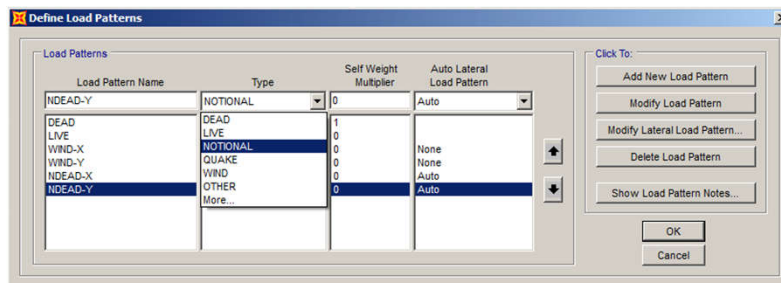 Define Load Patterns
Load Patterns
Click To:
Load Pattern Name Type Self Weight Multiplier Auto Lateral Load Pattern
NDEAD-Y NOTIONAL 0 Auto
DEAD DEAD 1
LIVE LIVE 0
WIND-X NOTIONAL 0 None
WIND-Y QUAKE 0 None
NDEAD-X WIND 0 Auto
NDEAD-Y OTHER 0 Auto
More...
Add New Load Pattern
Modify Load Pattern
Modify Lateral Load Pattern...
Delete Load Pattern
Show Load Pattern Notes...
OK
Cancel